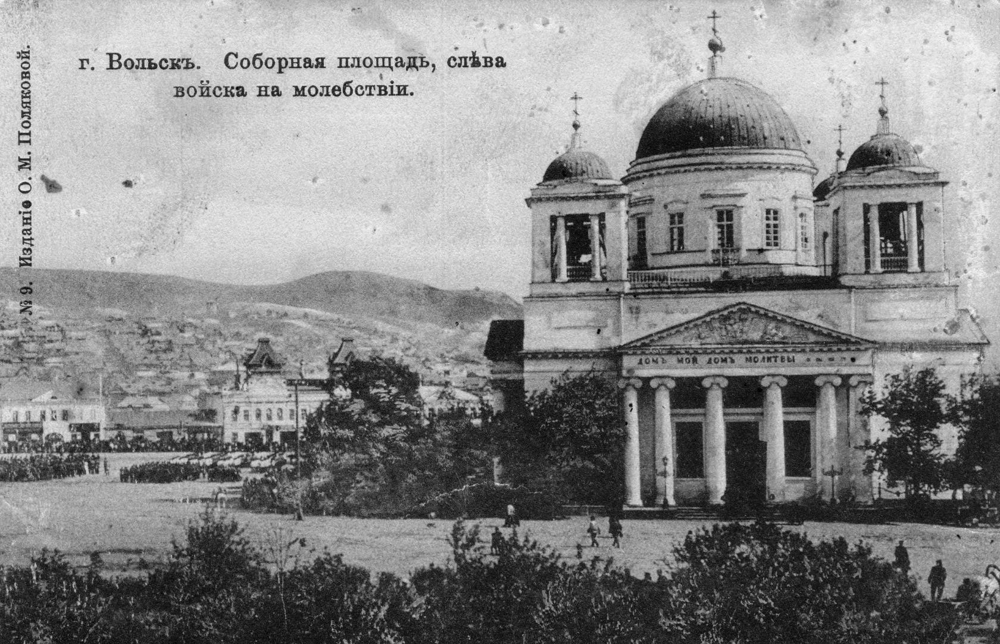 г. Вольскъ. Соборная площадь, слѣва
войска на молебствіи.
№ 9. Изданіе О. М. Поляковой.
ДОМЪ МОЙ ДОМЪ МОЛИТВЫ